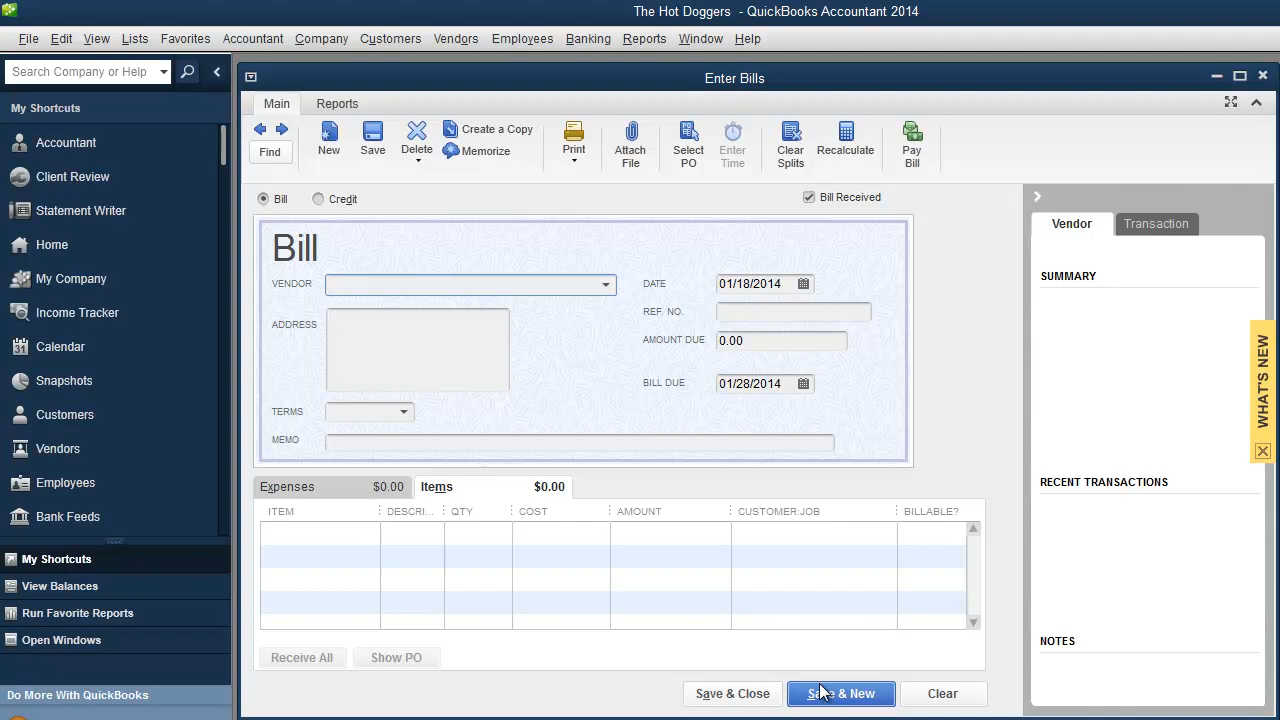 The Hot Doggers - QuickBooks Accountant 2014
File Edit View Lists Favorites Accountant Company Customers Vendors Employees Banking Reports Window Help
Search Company or Help
My Shortcuts
Accountant
Client Review
Statement Writer
Home
My Company
Income Tracker
Calendar
Snapshots
Customers
Vendors
Employees
Bank Feeds
My Shortcuts
View Balances
Run Favorite Reports
Open Windows
Do More With QuickBooks
Enter Bills
Main Reports
Find
New
Save
Delete
Create a Copy
Memorize
Print
Attach
File
Select
PO
Enter
Time
Clear
Splits
Recalculate
Pay
Bill
Bill Credit
Bill Received
Bill
VENDOR
ADDRESS
TERMS
MEMO
DATE 01/18/2014
REF. NO.
AMOUNT DUE 0.00
BILL DUE 01/28/2014
Expenses $0.00 Items $0.00
ITEM DESCRI... QTY COST AMOUNT CUSTOMER:JOB BILLABLE?
Receive All Show PO
Save & Close Save & New Clear
Vendor Transaction
SUMMARY
RECENT TRANSACTIONS
NOTES
WHAT'S NEW